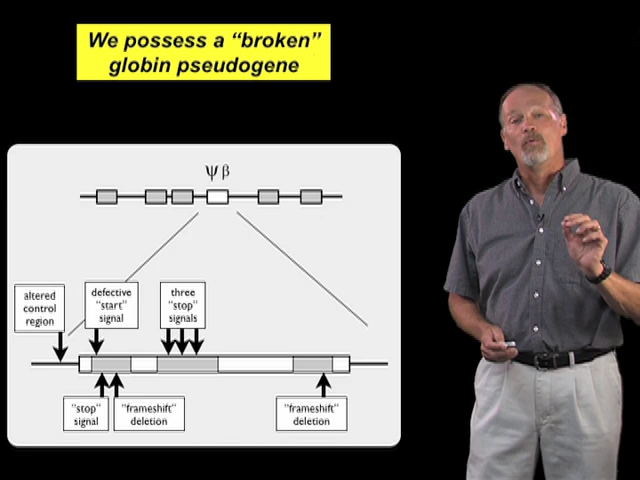 We possess a “broken”
globin pseudogene
ψβ
altered
control
region
defective
"start"
signal
three
"stop"
signals
"stop"
signal
"frameshift"
deletion
"frameshift"
deletion